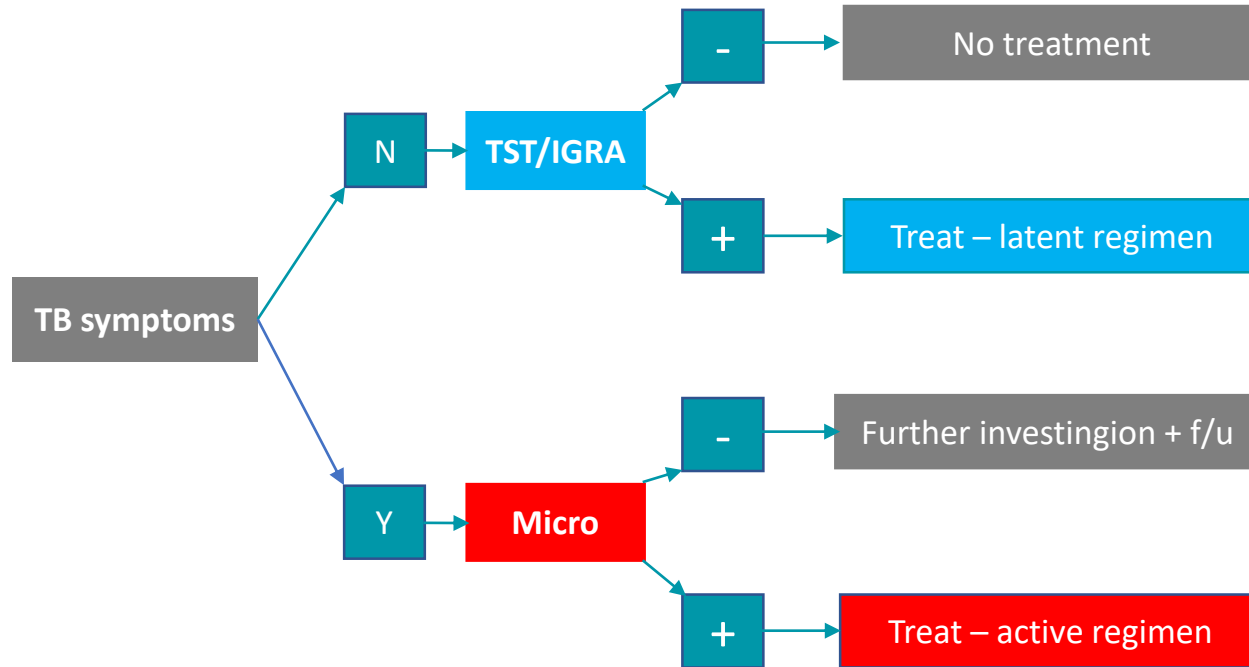 TB symptoms
N
TST/IGRA
-
No treatment
+
Treat – latent regimen
Y
Micro
-
Further investingion + f/u
+
Treat – active regimen